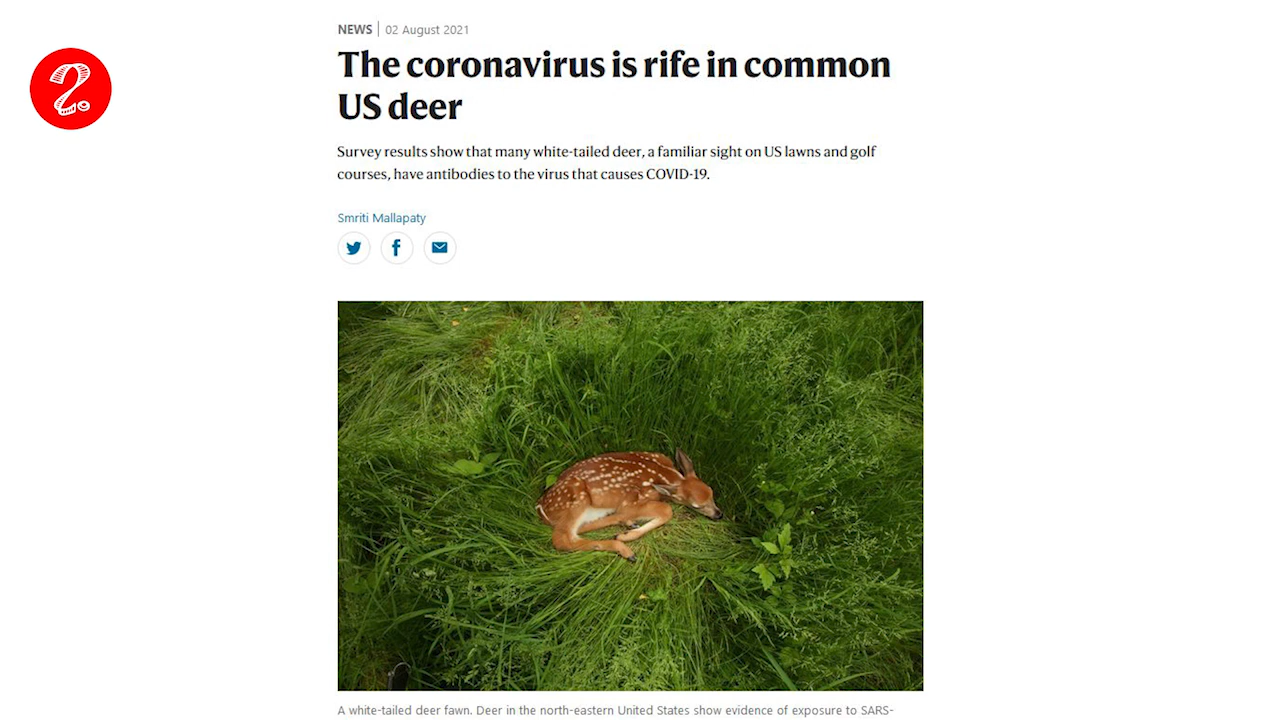 2.
NEWS | 02 August 2021
The coronavirus is rife in common
US deer
Survey results show that many white-tailed deer, a familiar sight on US lawns and golf
courses, have antibodies to the virus that causes COVID-19.
Smriti Mallapaty
A white-tailed deer fawn. Deer in the north-eastern United States show evidence of exposure to SARS-